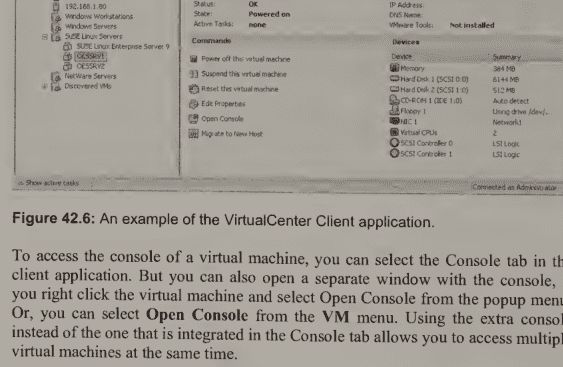 192.168.1.80
Windows Workstations
Windows Servers
SUSE Linux Servers
SUSE Linux Enterprise Server 9
OESSRV1
OESSRV2
NetWare Servers
Discovered VMs
Status: OK
State: Powered on
Active Tasks: none
IP Address:
DNS Name:
VMware Tools: Not installed
Commands
Power off this virtual machine
Suspend this virtual machine
Reset this virtual machine
Edit Properties
Open Console
Migrate to New Host
Devices
Device Summary
Memory 384 MB
Hard Disk 1 (SCSI 0:0) 6144 MB
Hard Disk 2 (SCSI 1:0) 512 MB
CD-ROM 1 (IDE 1:0) Auto detect
Floppy 1 Using drive /dev/..
NIC 1 Network1
Virtual CPUs 2
SCSI Controller 0 LSI Logic
SCSI Controller 1 LSI Logic
Show active tasks
Connected as Administrator
Figure 42.6: An example of the VirtualCenter Client application.
To access the console of a virtual machine, you can select the Console tab in th
client application. But you can also open a separate window with the console,
you right click the virtual machine and select Open Console from the popup menu
Or, you can select Open Console from the VM menu. Using the extra consol
instead of the one that is integrated in the Console tab allows you to access multipl
virtual machines at the same time.